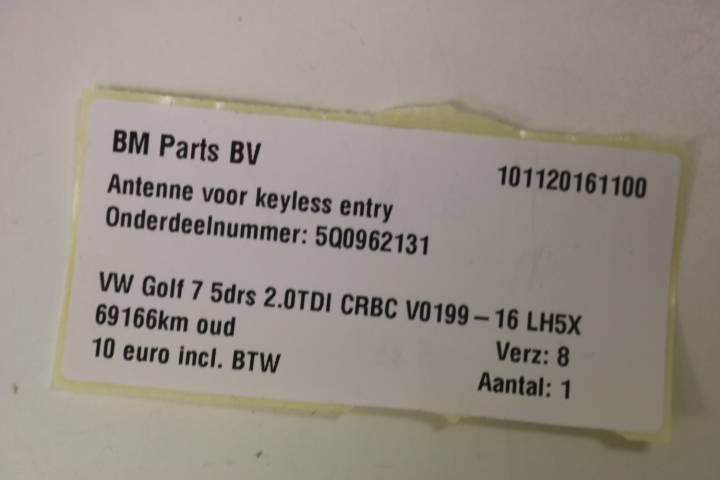 BM Parts BV
101120161100
Antenne voor keyless entry
Onderdeelnummer: 5Q0962131
VW Golf 7 5drs 2.0TDI CRBC V0199-16 LH5X
69166km oud
Verz: 8
10 euro incl. BTW
Aantal: 1